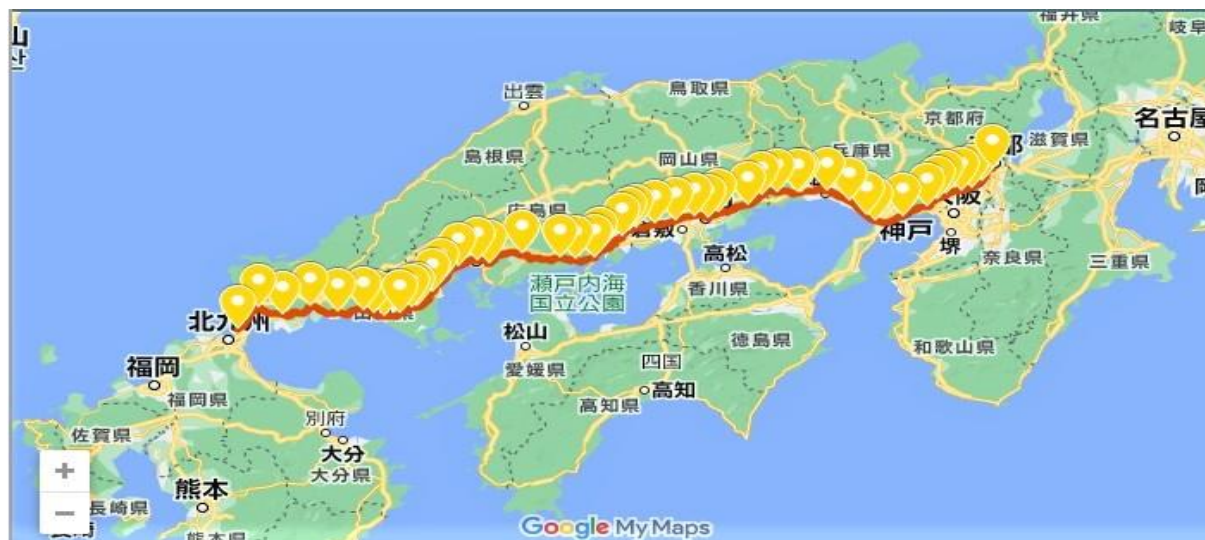 福井県
岐阜
山
산
出雲
鳥取県
京都府
名古屋
滋賀県
兵庫県
島根県
岡山県
広島県
倉敷
神戸
大阪
堺
高松
奈良県
三重県
瀬戸内海
国立公園
香川県
北九州
松山
徳島県
和歌山県
四国
福岡
愛媛県
高知
福岡県
高知県
別府
佐賀県
大分
大分県
+
熊本
−
長崎県
熊本県
Google My Maps